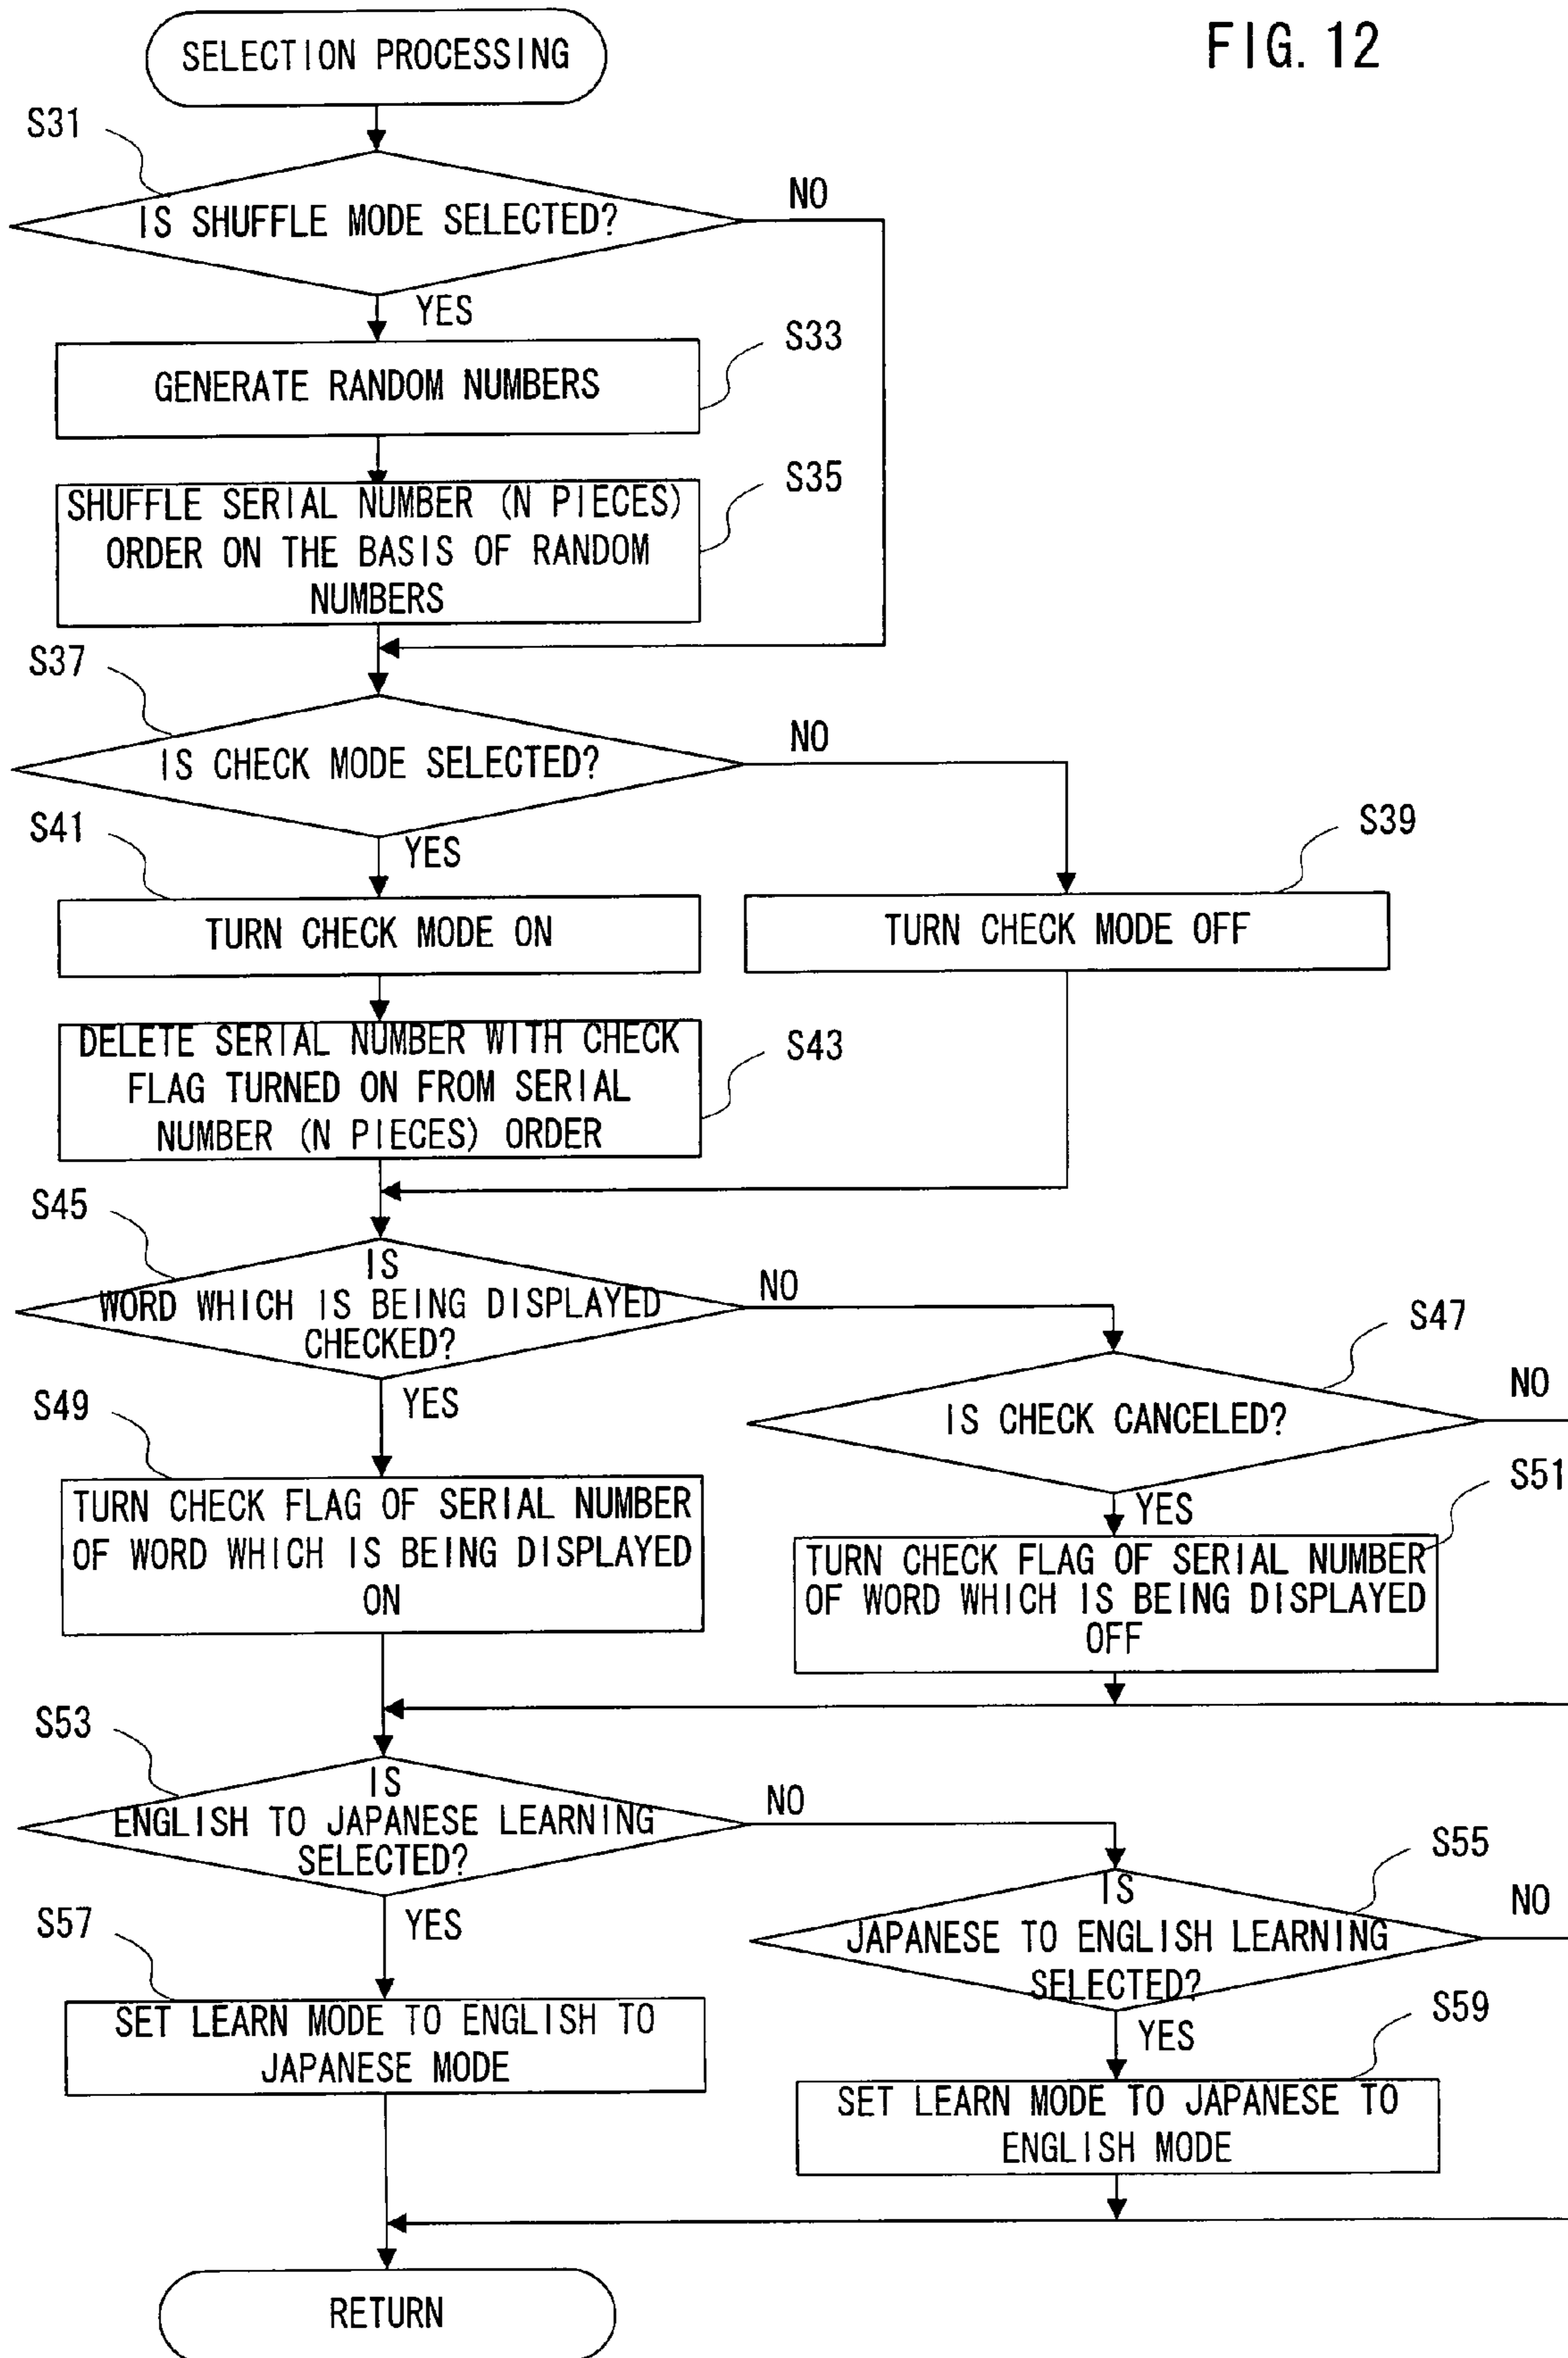 FIG. 12
SELECTION PROCESSING
S31
IS SHUFFLE MODE SELECTED?
NO
YES
S33
GENERATE RANDOM NUMBERS
S35
SHUFFLE SERIAL NUMBER (N PIECES)
ORDER ON THE BASIS OF RANDOM
NUMBERS
S37
IS CHECK MODE SELECTED?
NO
YES
S41
TURN CHECK MODE ON
S39
TURN CHECK MODE OFF
S43
DELETE SERIAL NUMBER WITH CHECK
FLAG TURNED ON FROM SERIAL
NUMBER (N PIECES) ORDER
S45
IS
WORD WHICH IS BEING DISPLAYED
CHECKED?
NO
YES
S47
IS CHECK CANCELED?
NO
YES
S49
TURN CHECK FLAG OF SERIAL NUMBER
OF WORD WHICH IS BEING DISPLAYED
ON
S51
TURN CHECK FLAG OF SERIAL NUMBER
OF WORD WHICH IS BEING DISPLAYED
OFF
S53
IS
ENGLISH TO JAPANESE LEARNING
SELECTED?
NO
YES
S55
IS
JAPANESE TO ENGLISH LEARNING
SELECTED?
NO
YES
S57
SET LEARN MODE TO ENGLISH TO
JAPANESE MODE
S59
SET LEARN MODE TO JAPANESE TO
ENGLISH MODE
RETURN